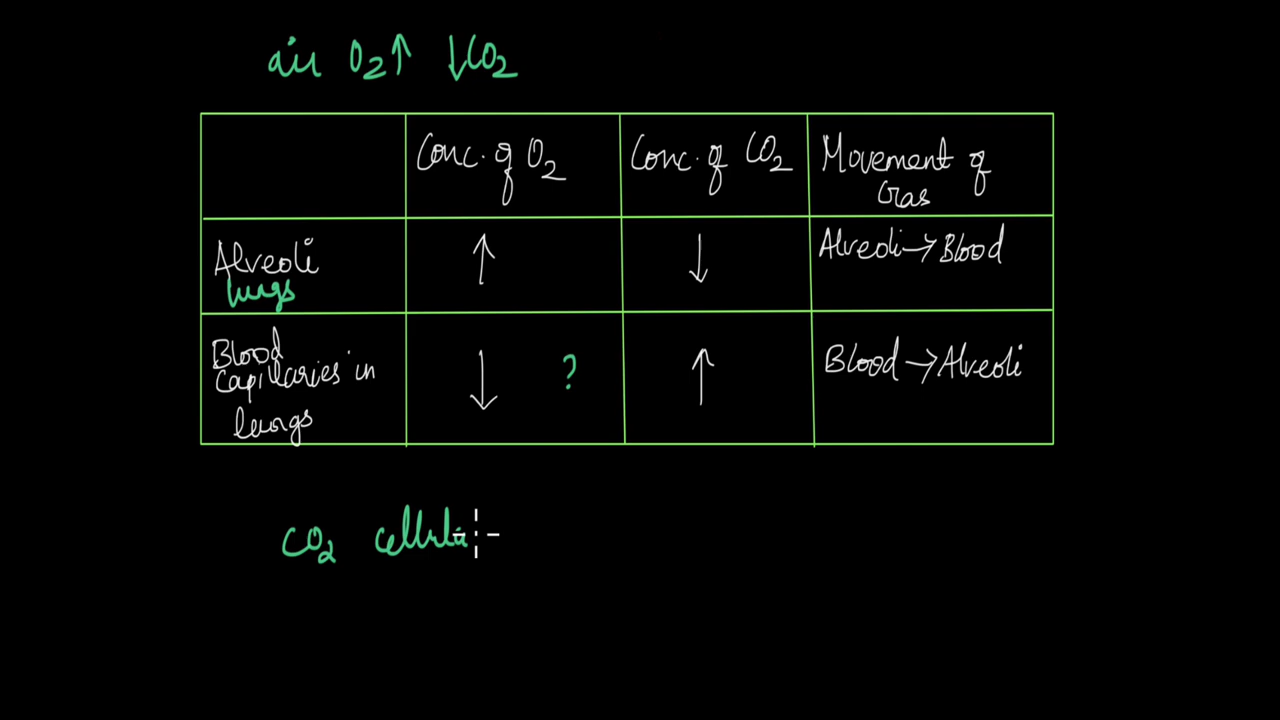 air O₂↑ ↓CO₂
Conc. of O₂
Conc. of CO₂
Movement of
Gas
Alveoli
lungs
↑
↓
Alveoli→Blood
Blood
capillaries in
lungs
↓ ?
↑
Blood→Alveoli
CO₂ cellula